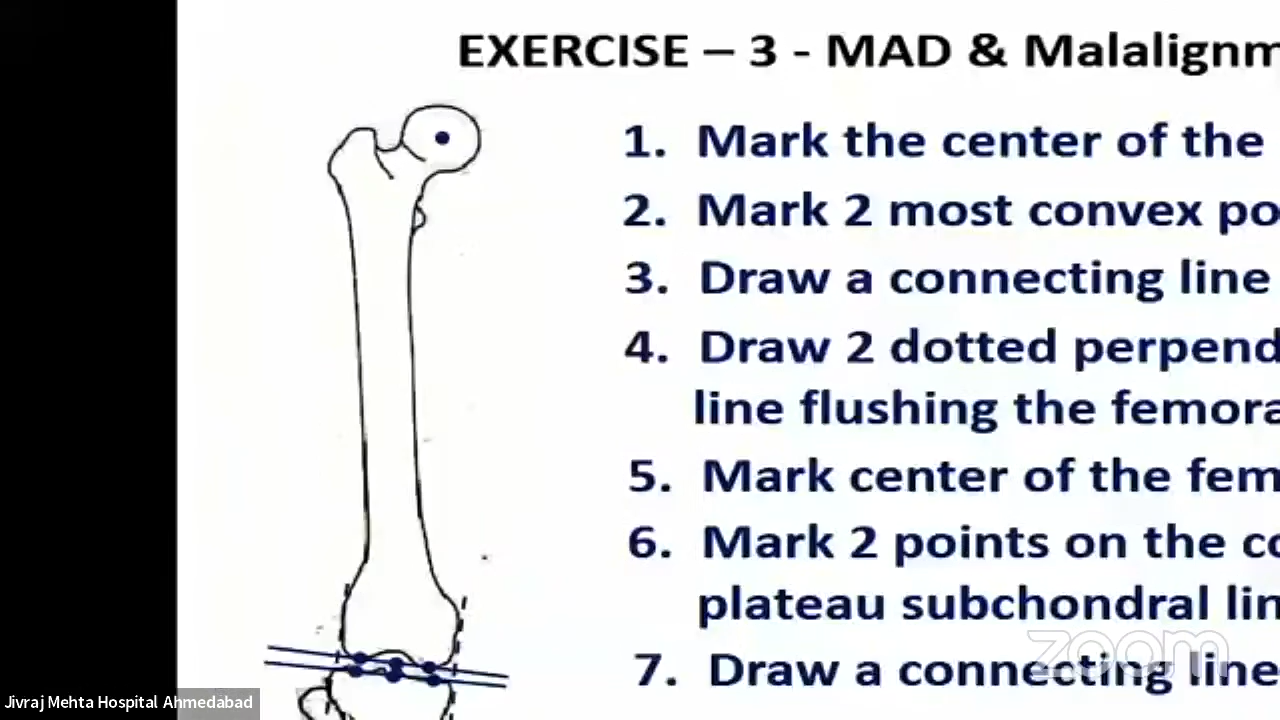 EXERCISE – 3 - MAD & Malalignm
1. Mark the center of the
2. Mark 2 most convex po
3. Draw a connecting line
4. Draw 2 dotted perpend
line flushing the femora
5. Mark center of the fem
6. Mark 2 points on the co
plateau subchondral lin
7. Draw a connecting line
zoom
Jivraj Mehta Hospital Ahmedabad